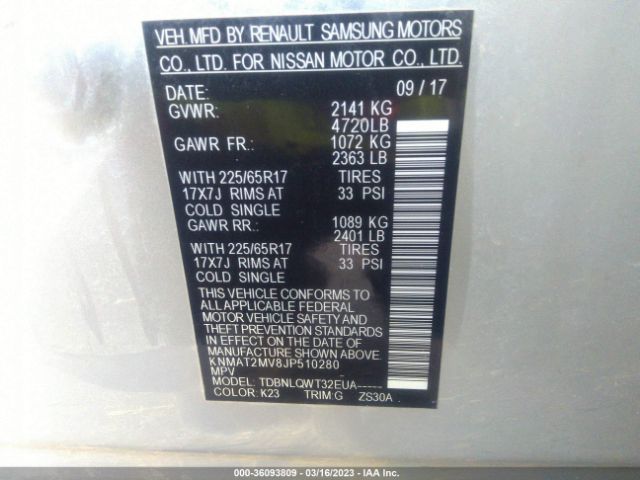 VEH. MFD BY RENAULT SAMSUNG MOTORS
CO., LTD. FOR NISSAN MOTOR CO., LTD.
DATE: 09 / 17
GVWR: 2141 KG
4720LB
GAWR FR.: 1072 KG
2363 LB
WITH 225/65R17 TIRES
17X7J RIMS AT 33 PSI
COLD SINGLE
GAWR RR.: 1089 KG
2401 LB
WITH 225/65R17 TIRES
17X7J RIMS AT 33 PSI
COLD SINGLE
THIS VEHICLE CONFORMS TO
ALL APPLICABLE FEDERAL
MOTOR VEHICLE SAFETY AND
THEFT PREVENTION STANDARDS
IN EFFECT ON THE DATE OF
MANUFACTURE SHOWN ABOVE.
KNMAT2MV8JP510280
MPV
MODEL: TDBNLQWT32EUA-----
COLOR: K23 TRIM:G ZS30A
000-36093809 - 03/16/2023 - IAA Inc.